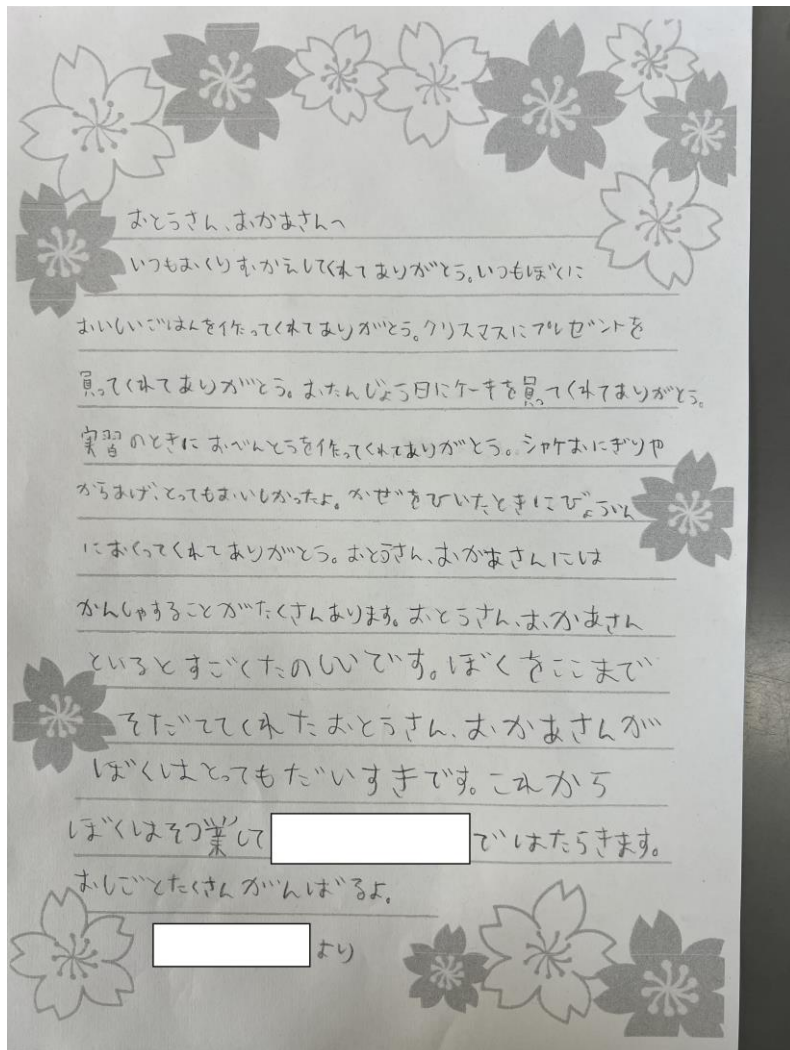 おとうさん、おかあさんへ
いつもおくりむかえしてくれてありがとう。いつもぼくに
おいしいごはんを作ってくれてありがとう。クリスマスにプレゼントを
買ってくれてありがとう。おたんじょう日にケーキを買ってくれてありがとう。
実習のときにおべんとうを作ってくれてありがとう。シャケおにぎりや
からあげ、とってもおいしかったよ。かぜをひいたときにびょういん
におくってくれてありがとう。おとうさん、おかあさんには
かんしゃすることがたくさんあります。おとうさん、おかあさん
といるとすごくたのしいです。ぼくをここまで
そだててくれたおとうさん、おかあさんが
ぼくはとってもだいすきです。これから
ぼくはそつ業して
ではたらきます。
おしごとたくさんがんばるよ。
より